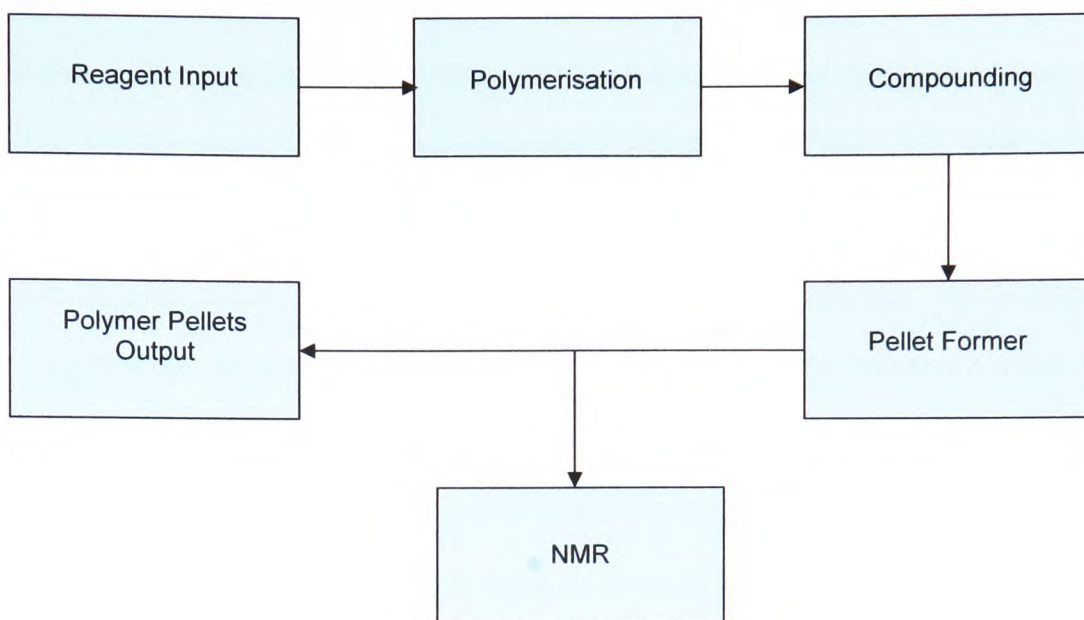 Reagent Input
Polymerisation
Compounding
Polymer Pellets
Output
Pellet Former
NMR